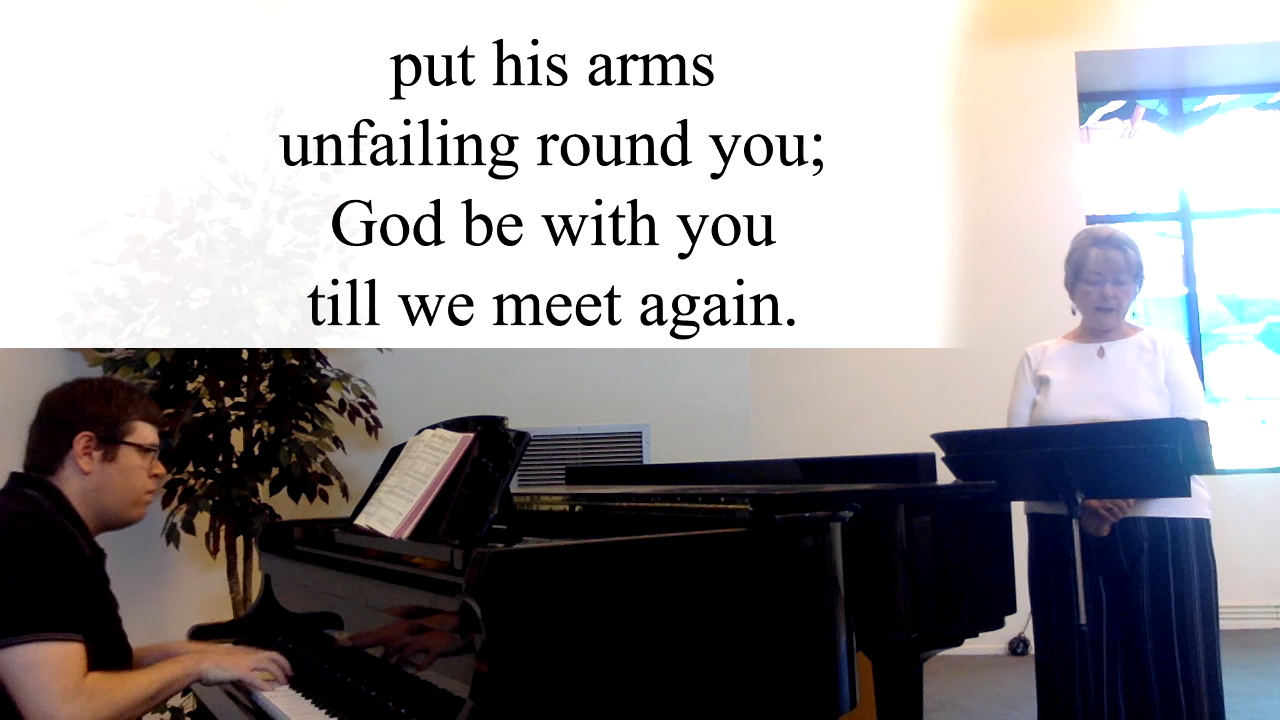 put his arms
unfailing round you;
God be with you
till we meet again.